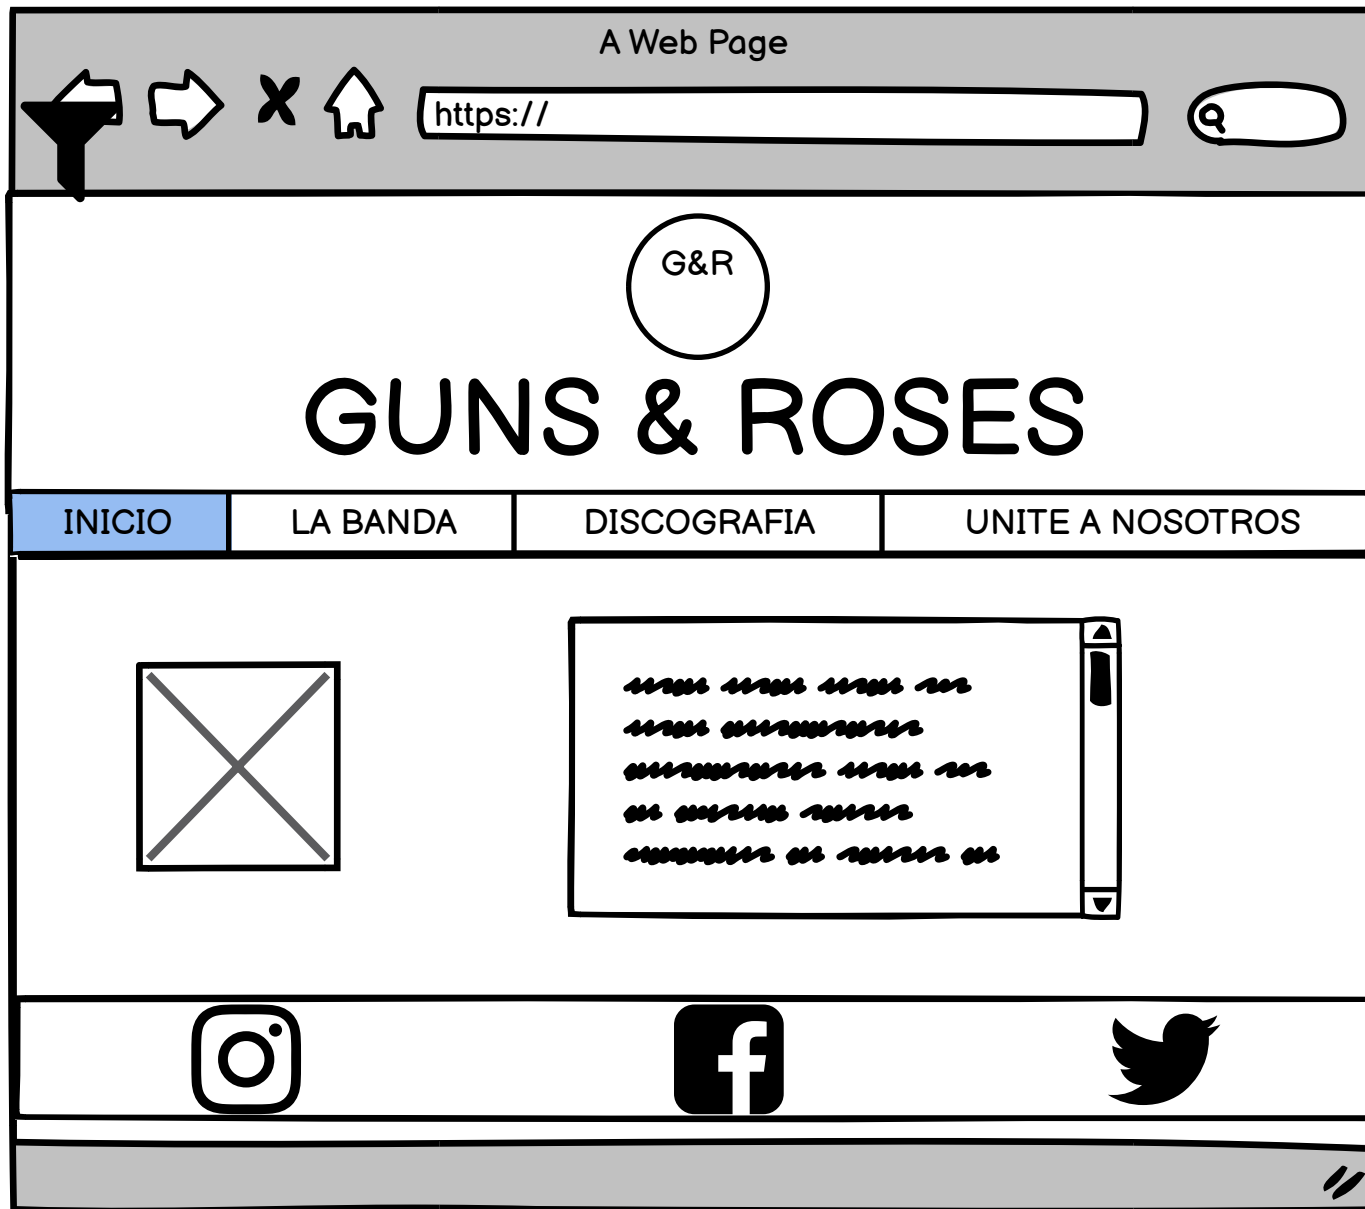 A Web Page
https://
G&R
GUNS & ROSES
INICIO
LA BANDA
DISCOGRAFIA
UNITE A NOSOTROS